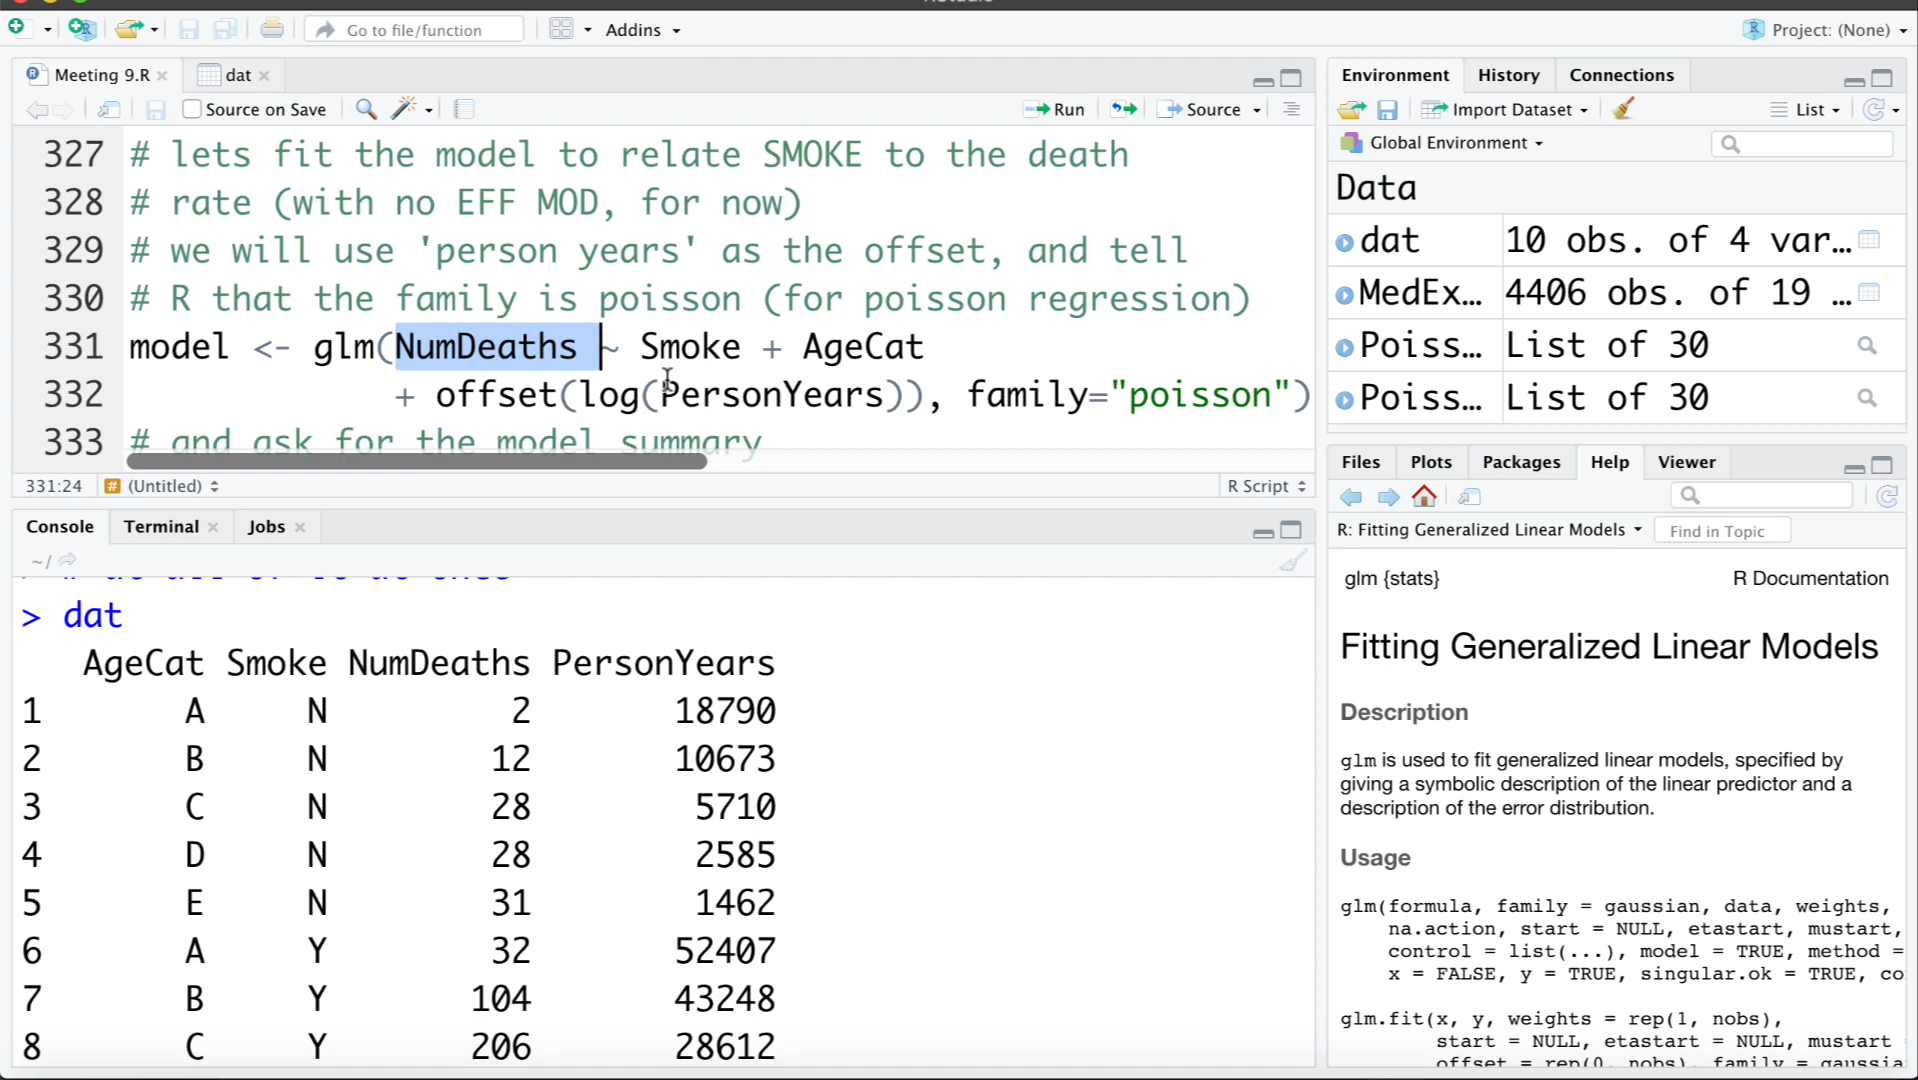 Go to file/function
Addins
Project: (None)
Meeting 9.R
dat
Source on Save
Run
Source
327 # lets fit the model to relate SMOKE to the death
328 # rate (with no EFF MOD, for now)
329 # we will use 'person years' as the offset, and tell
330 # R that the family is poisson (for poisson regression)
331 model <- glm(NumDeaths ~ Smoke + AgeCat
332 + offset(log(PersonYears)), family="poisson")
333 # and ask for the model summary
331:24
(Untitled)
R Script
Console
Terminal
Jobs
~/
> dat
AgeCat Smoke NumDeaths PersonYears
1 A N 2 18790
2 B N 12 10673
3 C N 28 5710
4 D N 28 2585
5 E N 31 1462
6 A Y 32 52407
7 B Y 104 43248
8 C Y 206 28612
Environment
History
Connections
Import Dataset
List
Global Environment
Data
dat 10 obs. of 4 var...
MedEx... 4406 obs. of 19 ...
Poiss... List of 30
Poiss... List of 30
Files
Plots
Packages
Help
Viewer
R: Fitting Generalized Linear Models
Find in Topic
glm {stats}
R Documentation
Fitting Generalized Linear Models
Description
glm is used to fit generalized linear models, specified by
giving a symbolic description of the linear predictor and a
description of the error distribution.
Usage
glm(formula, family = gaussian, data, weights,
na.action, start = NULL, etastart, mustart,
control = list(...), model = TRUE, method =
x = FALSE, y = TRUE, singular.ok = TRUE, co
glm.fit(x, y, weights = rep(1, nobs),
start = NULL, etastart = NULL, mustart
offset = rep(0, nobs), family = gaussia